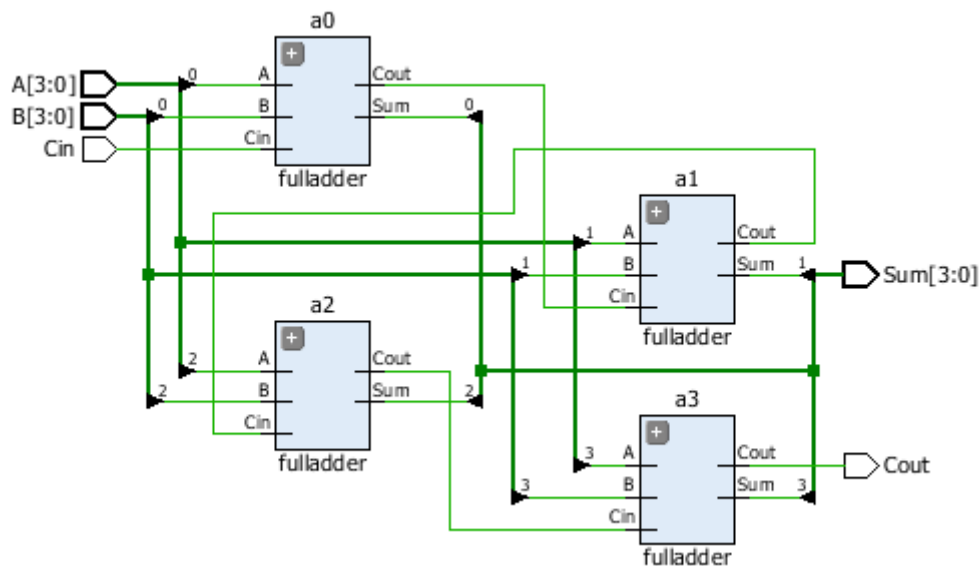 a0
A[3:0]
0
A
Cout
B[3:0]
0
B
Sum
0
Cin
Cin
fulladder
a1
1
A
Cout
1
B
Sum
1
Sum[3:0]
Cin
fulladder
a2
2
A
Cout
2
B
Sum
2
Cin
fulladder
a3
3
A
Cout
Cout
3
B
Sum
3
Cin
fulladder